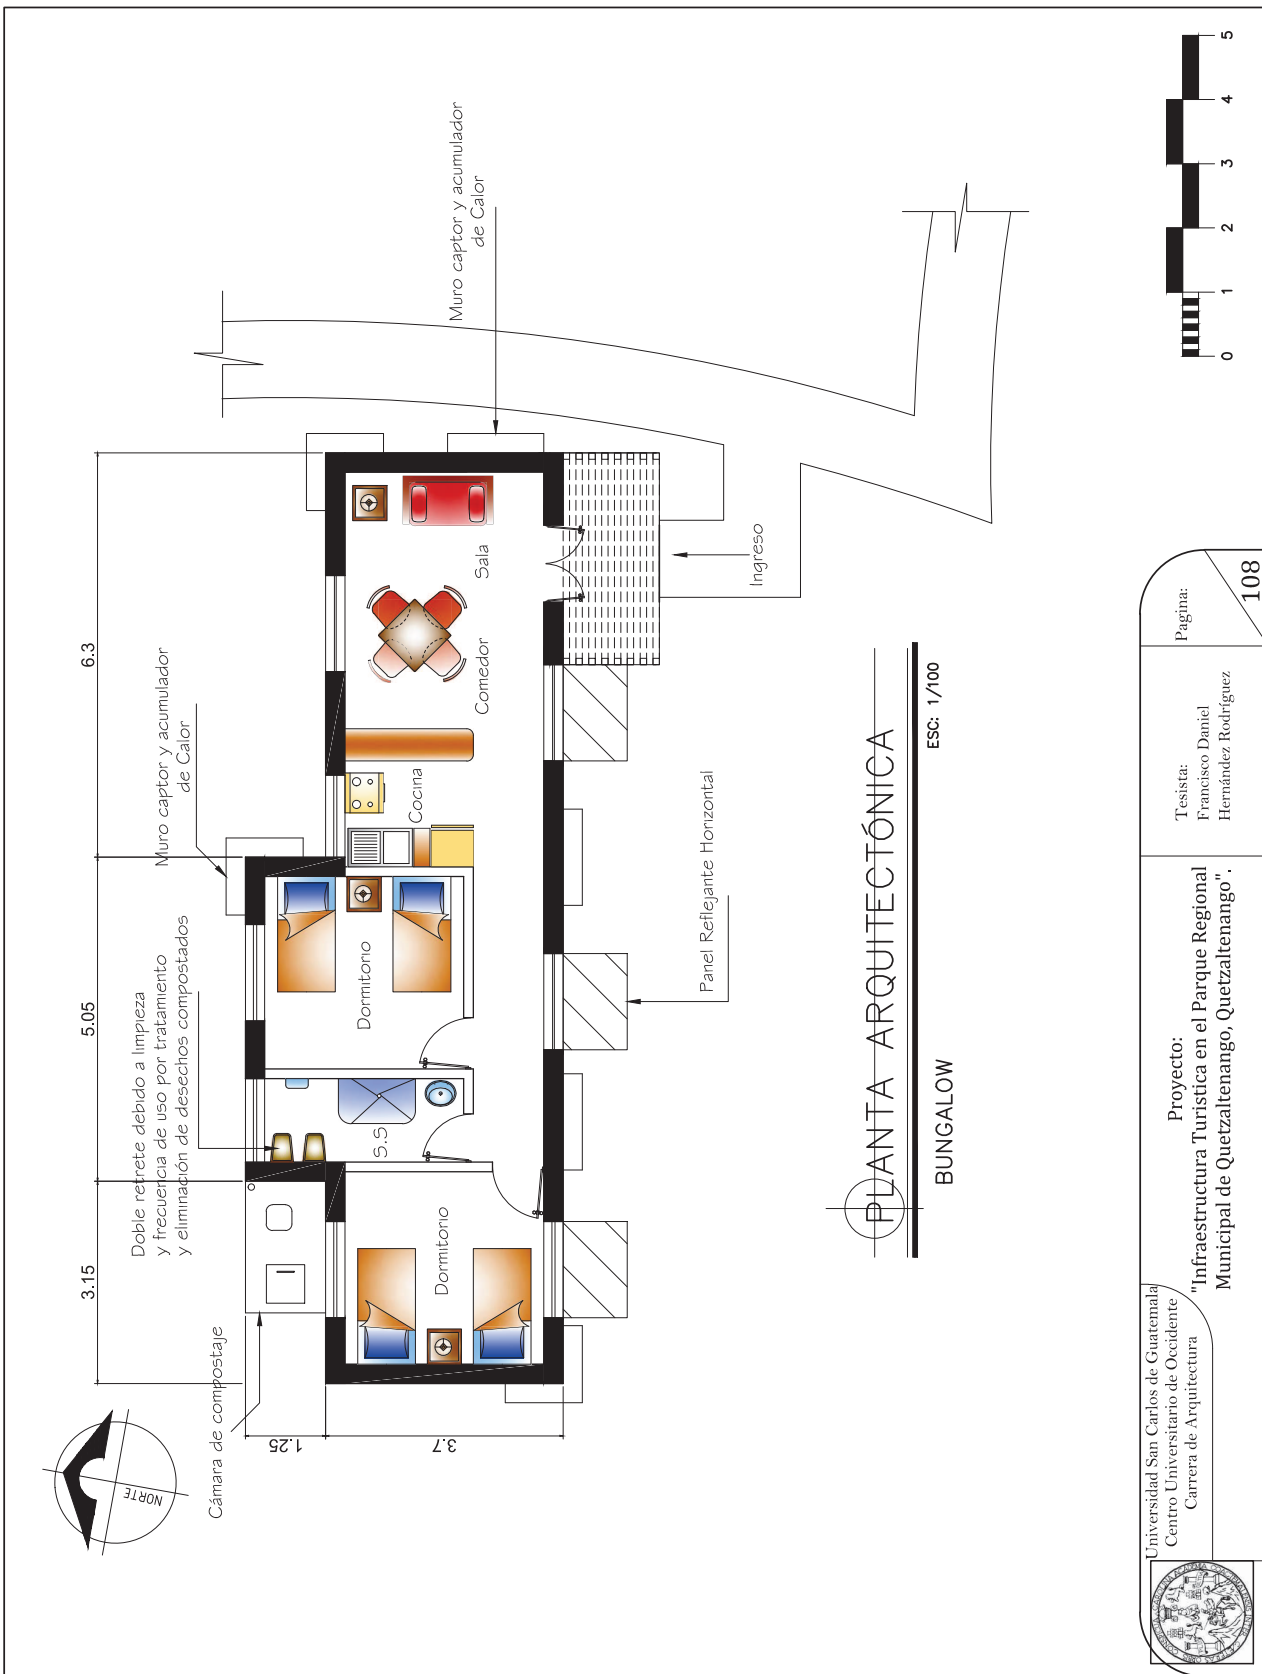 NORTE
3.15
5.05
6.3
1.25
3.7
Cámara de compostaje
Doble retrete debido a limpieza
y frecuencia de uso por tratamiento
y eliminación de desechos compostados
Muro captor y acumulador
de Calor
Muro captor y acumulador
de Calor
Dormitorio
S.S
Dormitorio
Cocina
Comedor
Sala
Ingreso
Panel Reflejante Horizontal
PLANTA ARQUITECTÓNICA
BUNGALOW
ESC: 1/100
0 1 2 3 4 5
Universidad San Carlos de Guatemala
Centro Universitario de Occidente
Carrera de Arquitectura
Proyecto:
"Infraestructura Turistica en el Parque Regional
Municipal de Quetzaltenango, Quetzaltenango".
Tesista:
Francisco Daniel
Hernández Rodríguez
Pagina:
108